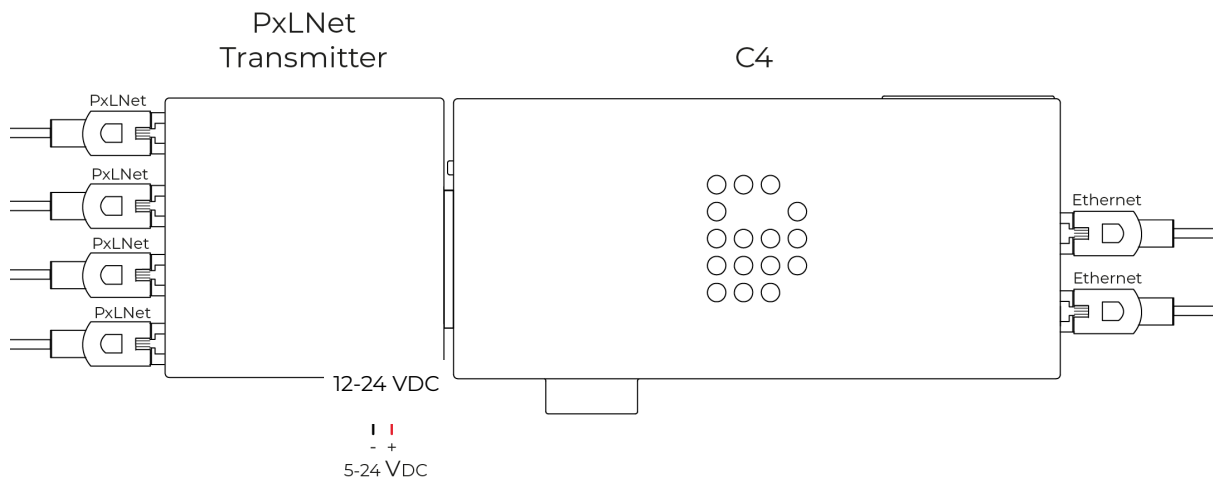 PxLNet
Transmitter
C4
PxLNet
PxLNet
PxLNet
PxLNet
Ethernet
Ethernet
12-24 VDC
- +
5-24 VDC